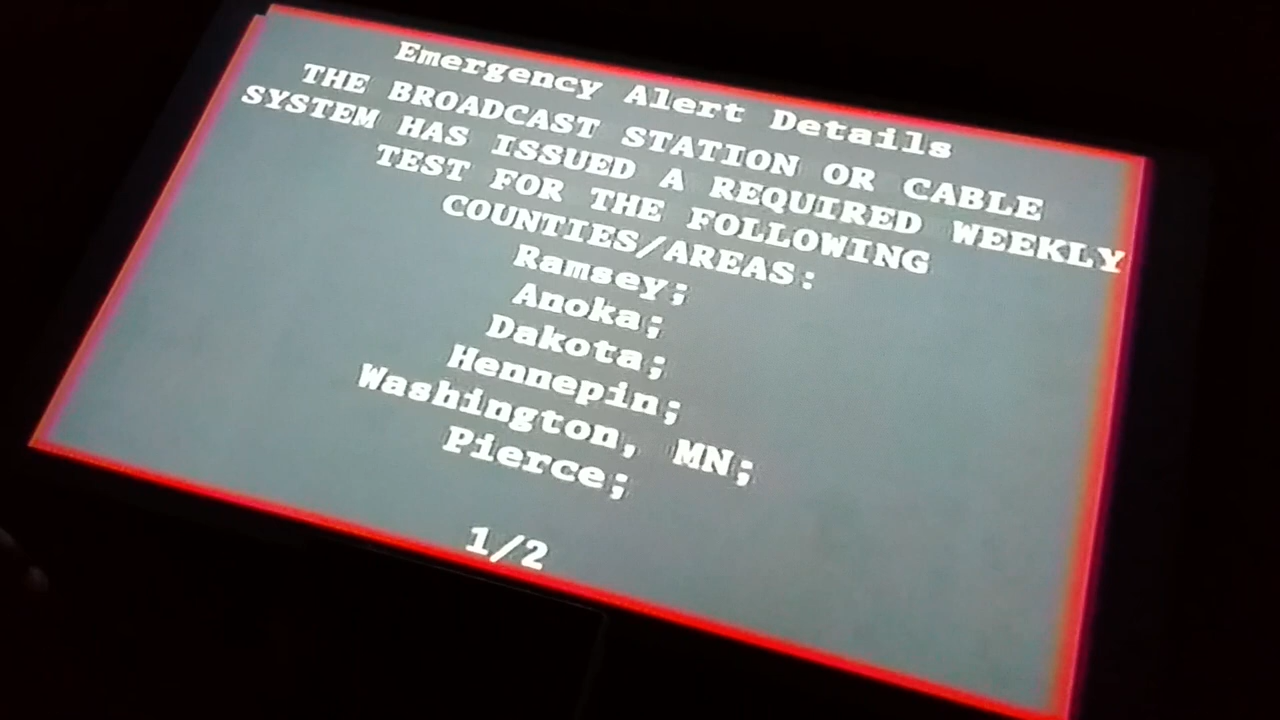 Emergency Alert Details
THE BROADCAST STATION OR CABLE
SYSTEM HAS ISSUED A REQUIRED WEEKLY
TEST FOR THE FOLLOWING
COUNTIES/AREAS:
Ramsey;
Anoka;
Dakota;
Hennepin;
Washington, MN;
Pierce;
1/2